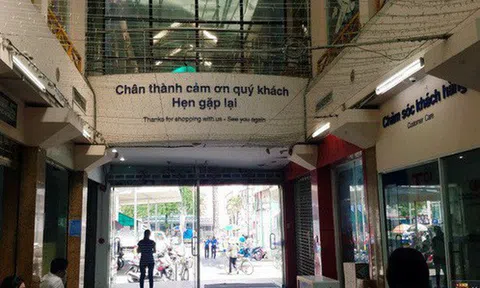 Chân thành cảm ơn quý khách
Hẹn gặp lại
Thanks for shopping with us - See you again
Chăm sóc khách hàng
Customer Care